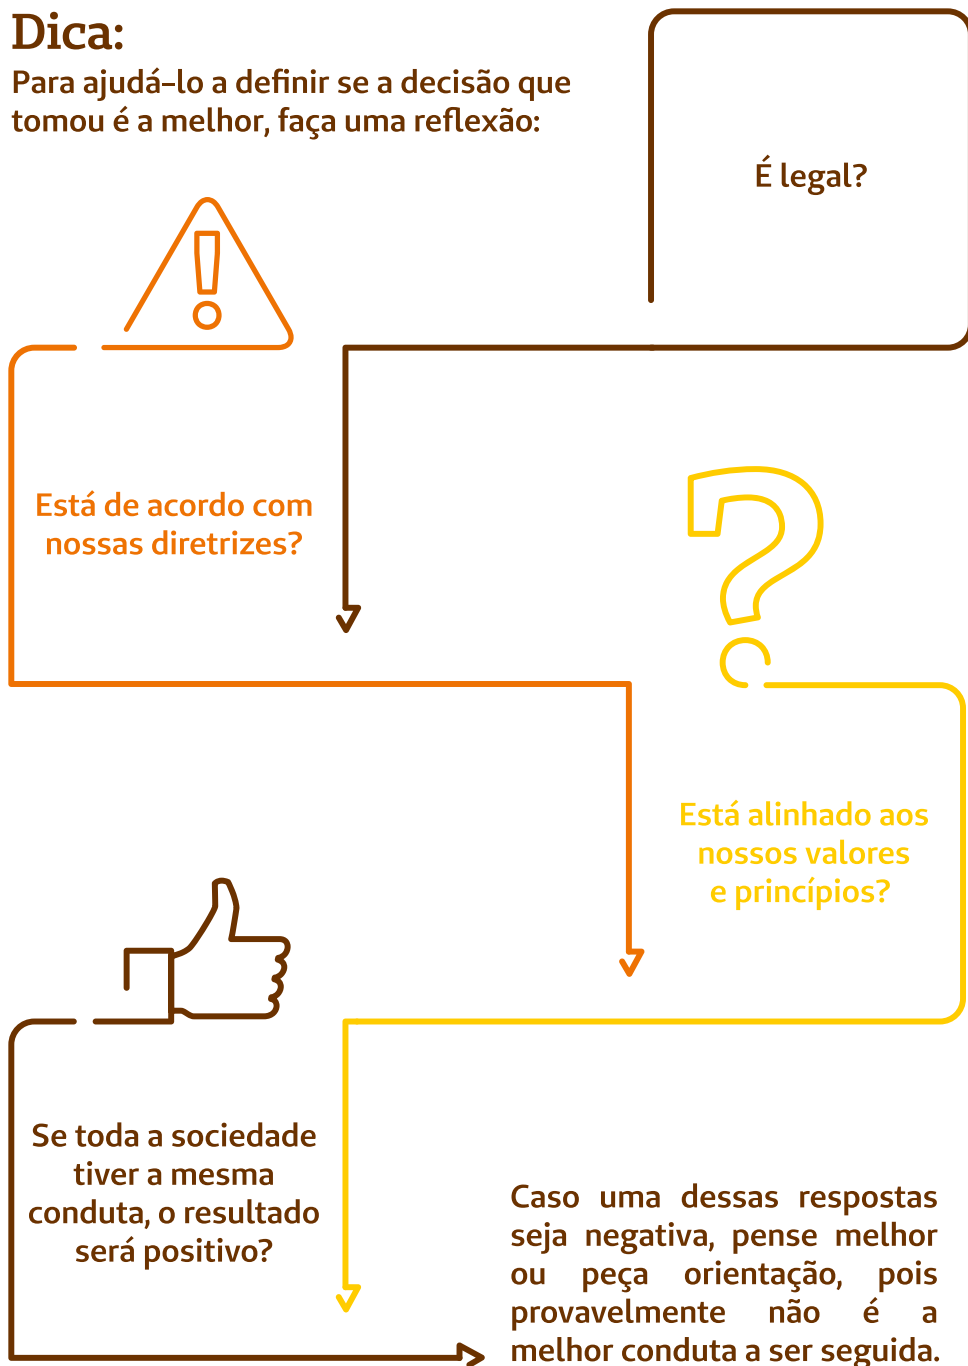 Dica:
Para ajudá-lo a definir se a decisão que
tomou é a melhor, faça uma reflexão:
É legal?
Está de acordo com
nossas diretrizes?
Está alinhado aos
nossos valores
e princípios?
Se toda a sociedade
tiver a mesma
conduta, o resultado
será positivo?
Caso uma dessas respostas
seja negativa, pense melhor
ou peça orientação, pois
provavelmente não é a
melhor conduta a ser seguida.